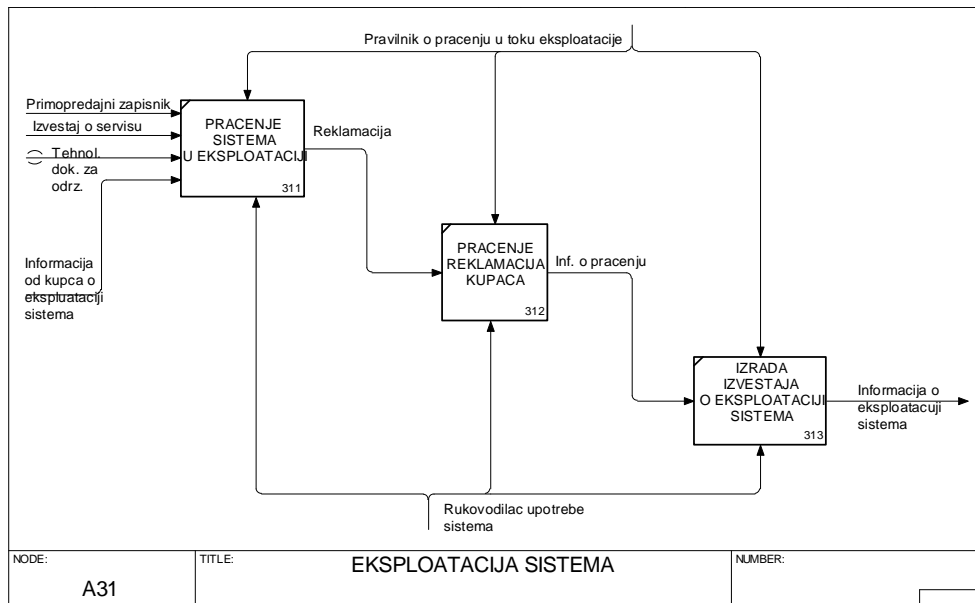 Pravilnik o pracenju u toku eksploatacije
Primopredajni zapisnik
Izvestaj o servisu
Tehnol.
dok. za
odrz.
Informacija
od kupca o
ekspluataciji
sistema
PRACENJE
SISTEMA
U EKSPLOATACIJI
311
Reklamacija
PRACENJE
REKLAMACIJA
KUPACA
312
Inf. o pracenju
IZRADA
IZVESTAJA
O EKSPLOATACIJI
SISTEMA
313
Informacija o
eksploatacuji
sistema
Rukovodilac upotrebe
sistema
NODE:
A31
TITLE:
EKSPLOATACIJA SISTEMA
NUMBER: